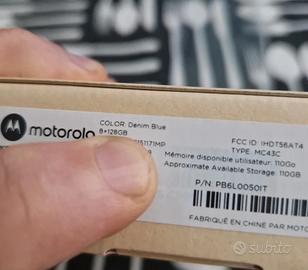 motorola
COLOR: Denim Blue
8+128GB
151171MP
FCC ID: IHDT56AT4
TYPE: MC43C
Mémoire disponible utilisateur: 110Go
Approximate Available Storage: 110GB
P/N: PB6L0050IT
FABRIQUÉ EN CHINE PAR MOTO
subito